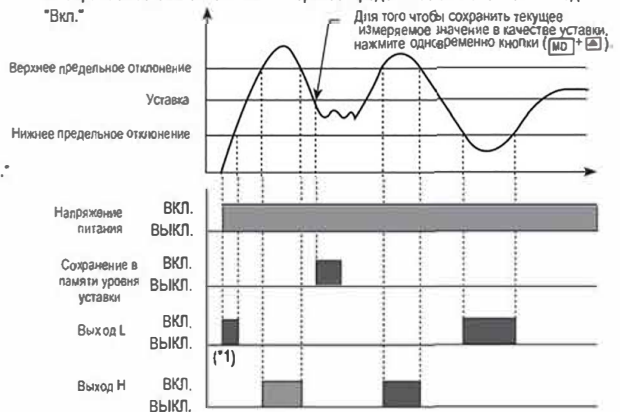 "Вкл."
Для того чтобы сохранить текущее
измеряемое значение в качестве уставки,
нажмите одновременно кнопки (MD + ).
Верхнее предельное отклонение
Уставка
Нижнее предельное отклонение
."
Напряжение
питания
ВКЛ.
ВЫКЛ.
Сохранение в
памяти уровня
уставки
ВКЛ.
ВЫКЛ.
Выход L
ВКЛ.
ВЫКЛ.
(*1)
Выход H
ВКЛ.
ВЫКЛ.